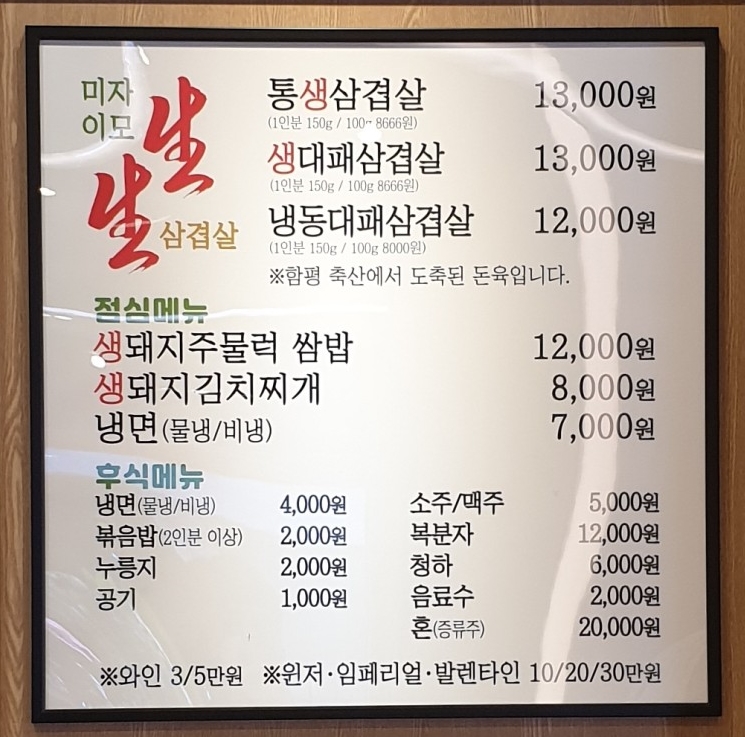 미자
이모
生
生
삼겹살
통생삼겹살 13,000원
(1인분 150g / 100g 8666원)
생대패삼겹살 13,000원
(1인분 150g / 100g 8666원)
냉동대패삼겹살 12,000원
(1인분 150g / 100g 8000원)
※함평 축산에서 도축된 돈육입니다.
점심메뉴
생돼지주물럭 쌈밥 12,000원
생돼지김치찌개 8,000원
냉면(물냉/비냉) 7,000원
후식메뉴
냉면(물냉/비냉) 4,000원
볶음밥(2인분 이상) 2,000원
누룽지 2,000원
공기 1,000원
소주/맥주 5,000원
복분자 12,000원
청하 6,000원
음료수 2,000원
혼(증류주) 20,000원
※와인 3/5만원 ※윈저·임페리얼·발렌타인 10/20/30만원